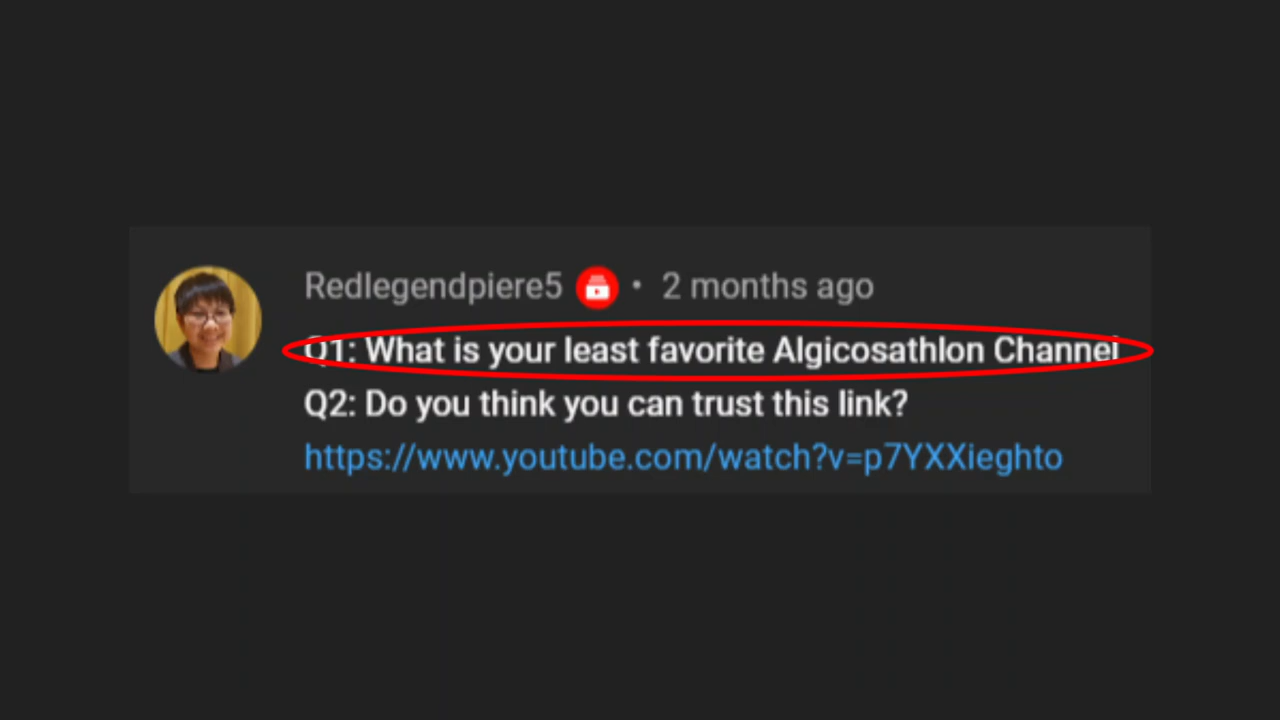 Redlegendpiere5 • 2 months ago
Q1: What is your least favorite Algicosathlon Channel
Q2: Do you think you can trust this link?
https://www.youtube.com/watch?v=p7YXXieghto